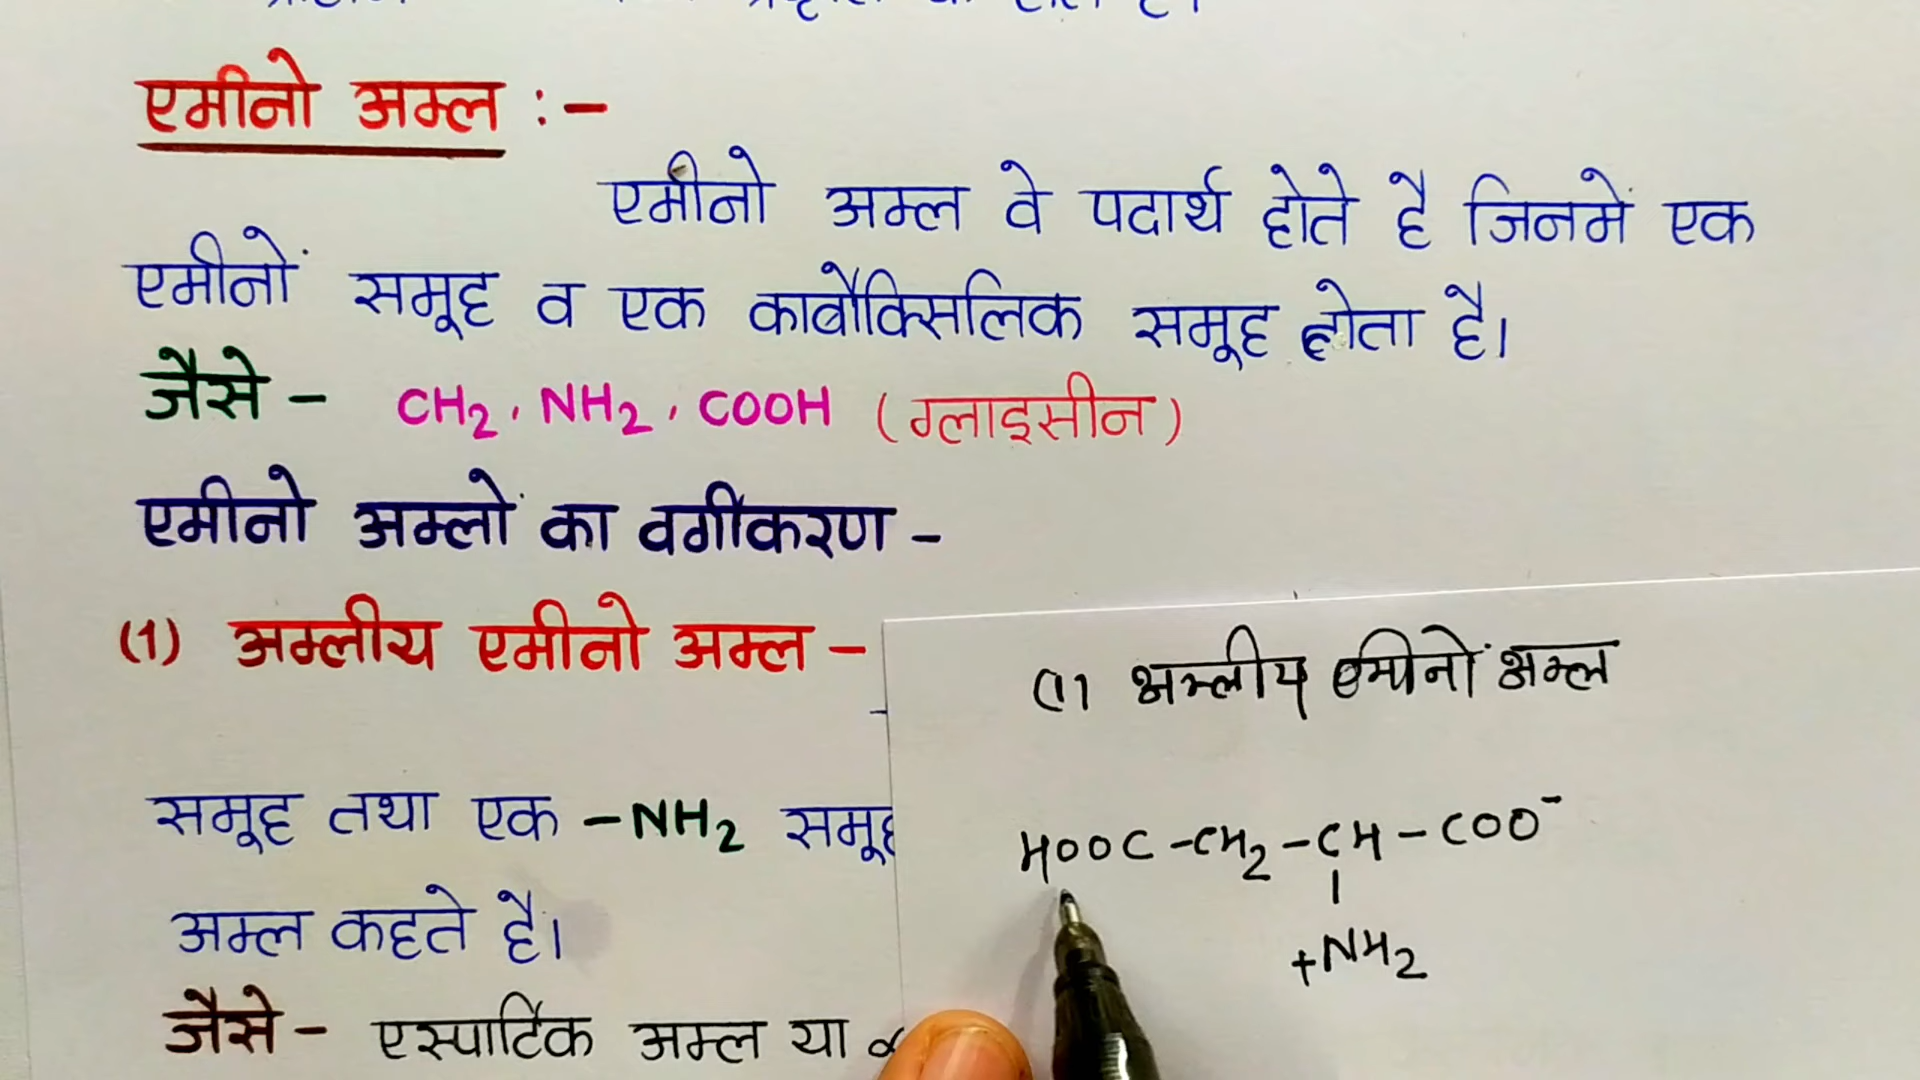 एमीनो अम्ल :-
एमीनो अम्ल वे पदार्थ होते है जिनमें एक
एमीनों समूह व एक कार्बोक्सिलिक समूह होता है।
जैसे - CH2 . NH2 . COOH (ग्लाइसीन)
एमीनो अम्लों का वर्गीकरण -
(1) अम्लीय एमीनो अम्ल -
समूह तथा एक -NH2 समूह
अम्ल कहते है।
जैसे - एस्पार्टिक अम्ल या
(1) अम्लीय एमीनों अम्ल
HOOC-CH2-CH-COO-
+NH2